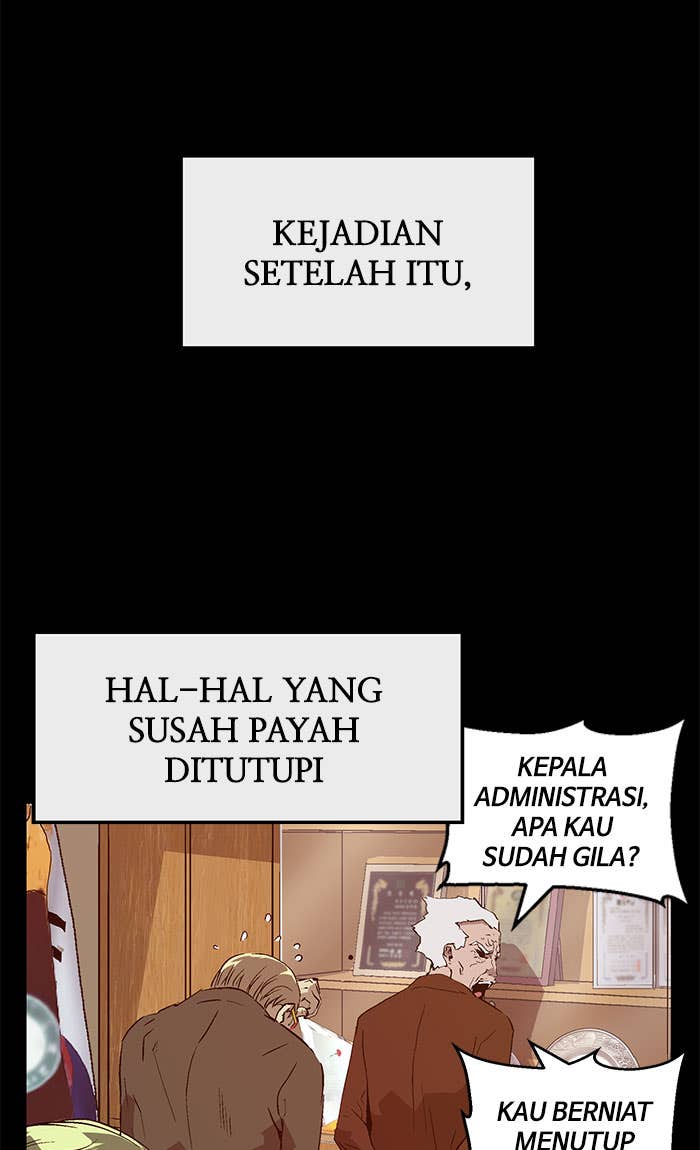 KEJADIAN
SETELAH ITU,
HAL-HAL YANG
SUSAH PAYAH
DITUTUPI
KEPALA
ADMINISTRASI,
APA KAU
SUDAH GILA?
KAU BERNIAT
MENUTUP